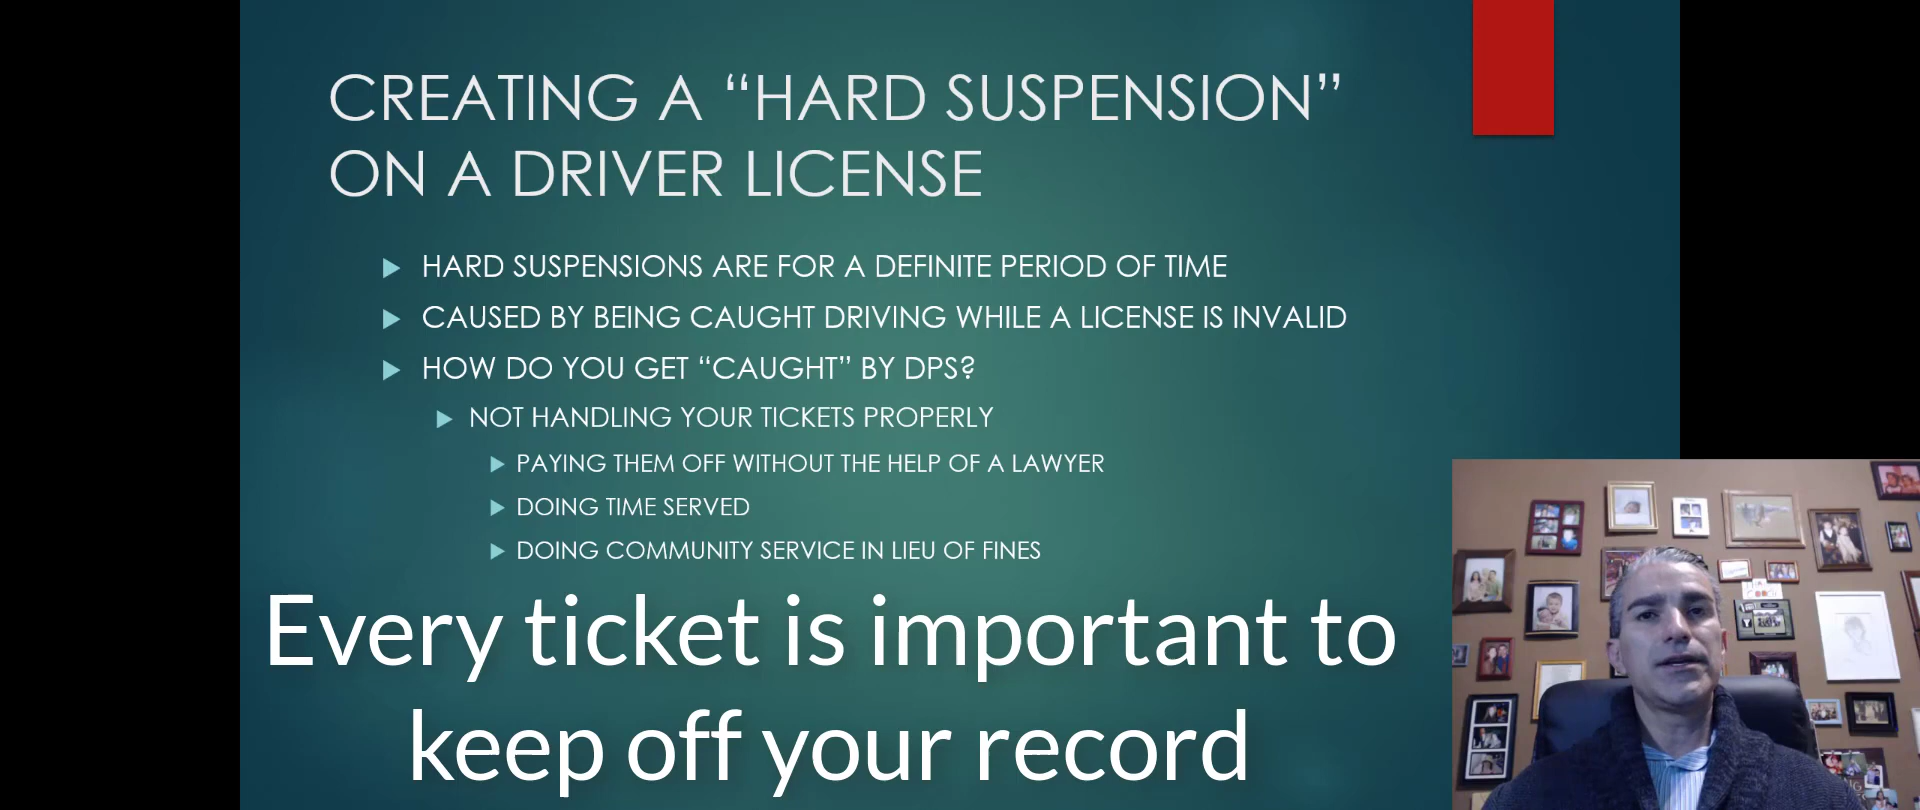 CREATING A “HARD SUSPENSION”
ON A DRIVER LICENSE
HARD SUSPENSIONS ARE FOR A DEFINITE PERIOD OF TIME
CAUSED BY BEING CAUGHT DRIVING WHILE A LICENSE IS INVALID
HOW DO YOU GET “CAUGHT” BY DPS?
NOT HANDLING YOUR TICKETS PROPERLY
PAYING THEM OFF WITHOUT THE HELP OF A LAWYER
DOING TIME SERVED
DOING COMMUNITY SERVICE IN LIEU OF FINES
Every ticket is important to
keep off your record